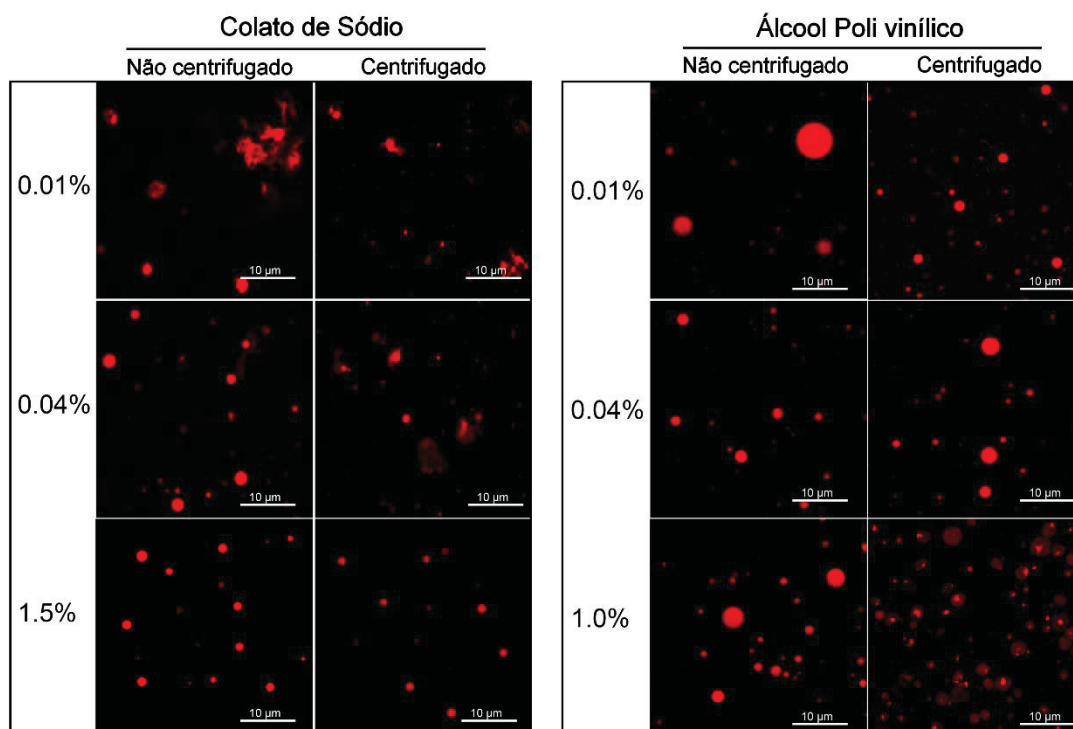 Colato de Sódio
Não centrifugado Centrifugado
0.01%
10 µm 10 µm
0.04%
10 µm 10 µm
1.5%
10 µm 10 µm
Álcool Poli vinílico
Não centrifugado Centrifugado
0.01%
10 µm 10 µm
0.04%
10 µm 10 µm
1.0%
10 µm 10 µm